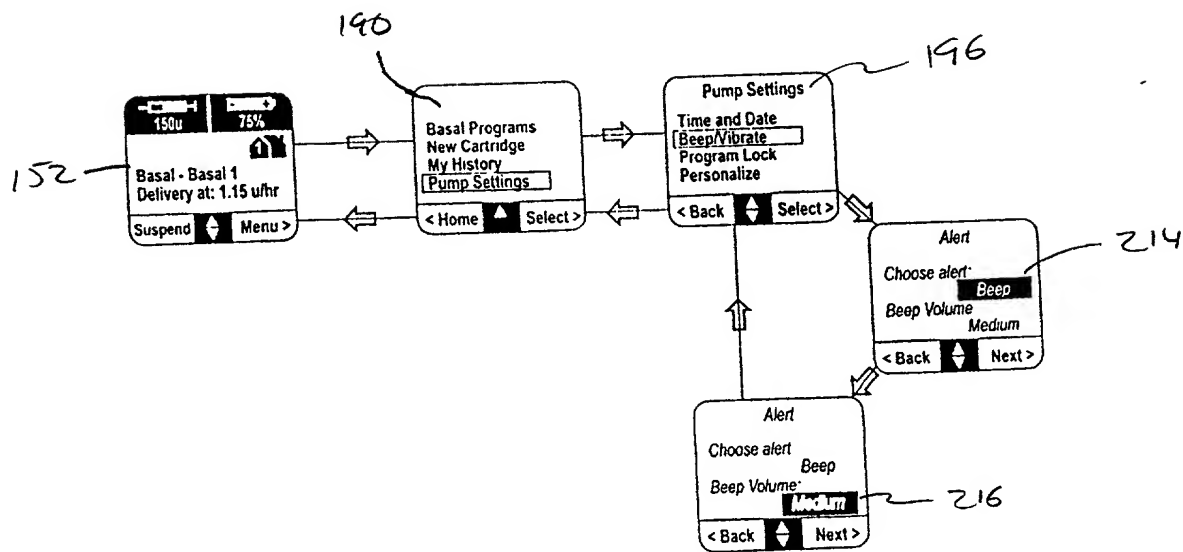 190
196
152
214
216
150u 75%
1
Basal - Basal 1
Delivery at: 1.15 u/hr
Suspend Menu >
Basal Programs
New Cartridge
My History
Pump Settings
< Home Select >
Pump Settings
Time and Date
Beep/Vibrate
Program Lock
Personalize
< Back Select >
Alert
Choose alert:
Beep
Beep Volume
Medium
< Back Next >
Alert
Choose alert
Beep
Beep Volume:
Medium
< Back Next >